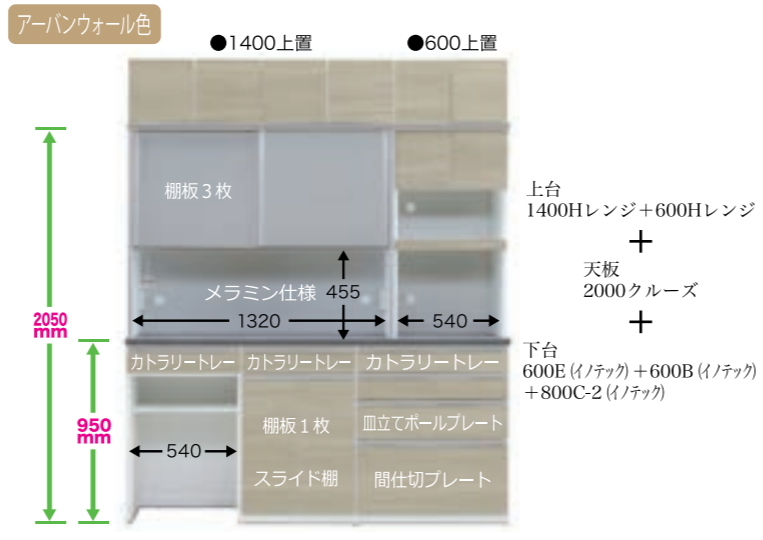 アーバンウォール色
●1400上置
●600上置
棚板3枚
上台
1400Hレンジ+600Hレンジ
+
天板
2000クルーズ
+
下台
600E(イノテック)+600B(イノテック)
+800C-2(イノテック)
メラミン仕様 455
1320
540
2050
mm
950
mm
カトラリートレー
カトラリートレー
カトラリートレー
棚板1枚
皿立てポールプレート
540
スライド棚
間仕切プレート